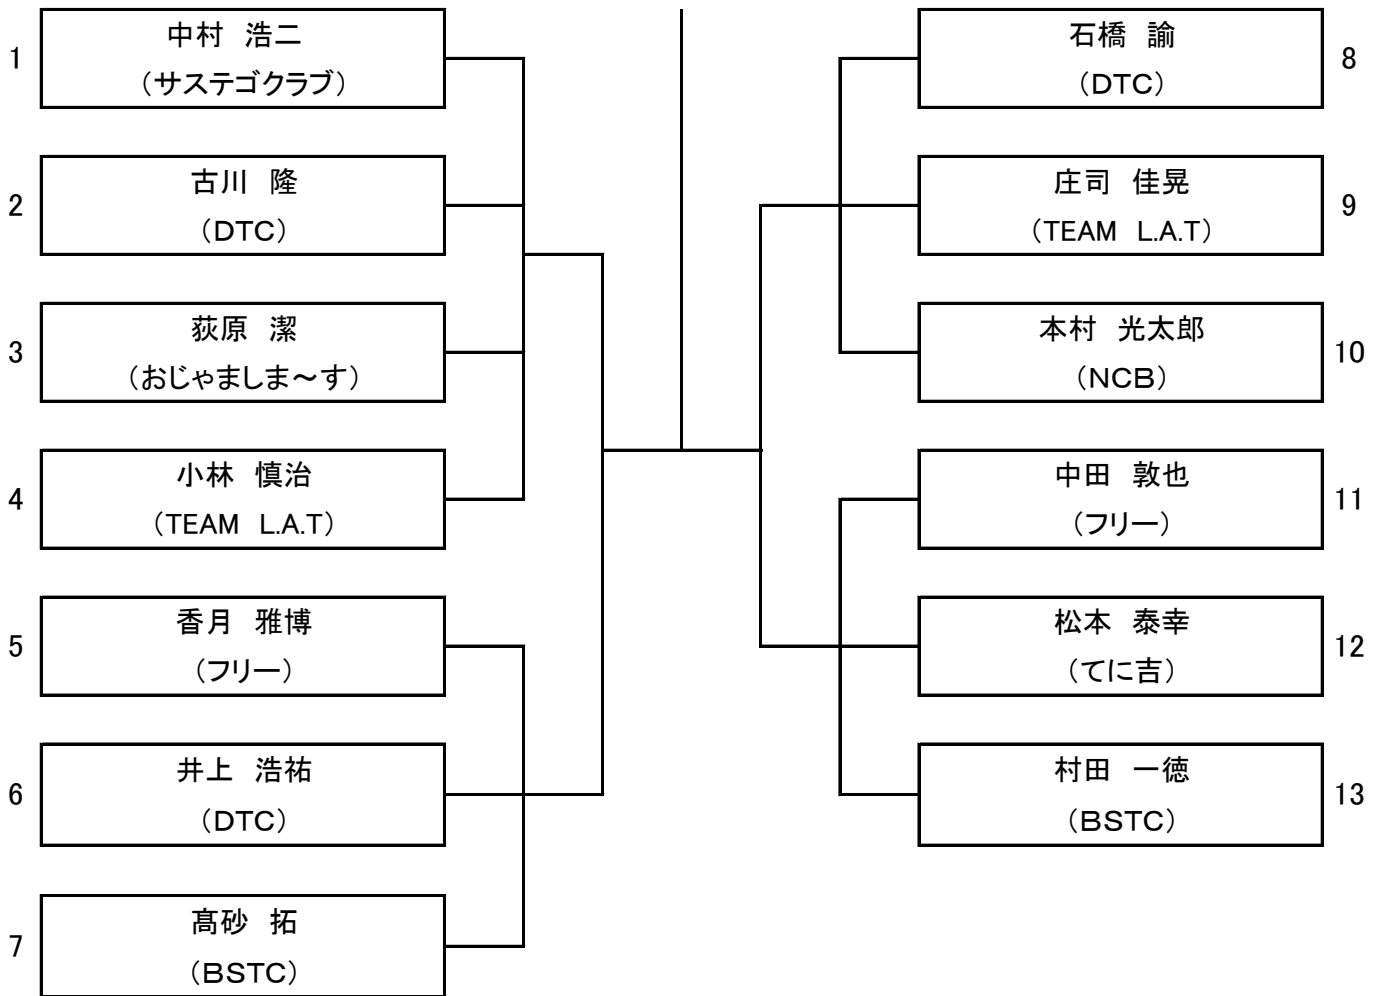 1
中村　浩二
（サステゴクラブ）
2
古川　隆
（DTC）
3
荻原　潔
（おじゃましま～す）
4
小林　慎治
（TEAM　L.A.T）
5
香月　雅博
（フリー）
6
井上　浩祐
（DTC）
7
髙砂　拓
（BSTC）
石橋　諭
（DTC）
8
庄司　佳晃
（TEAM　L.A.T）
9
本村　光太郎
（NCB）
10
中田　敦也
（フリー）
11
松本　泰幸
（てに吉）
12
村田　一徳
（BSTC）
13